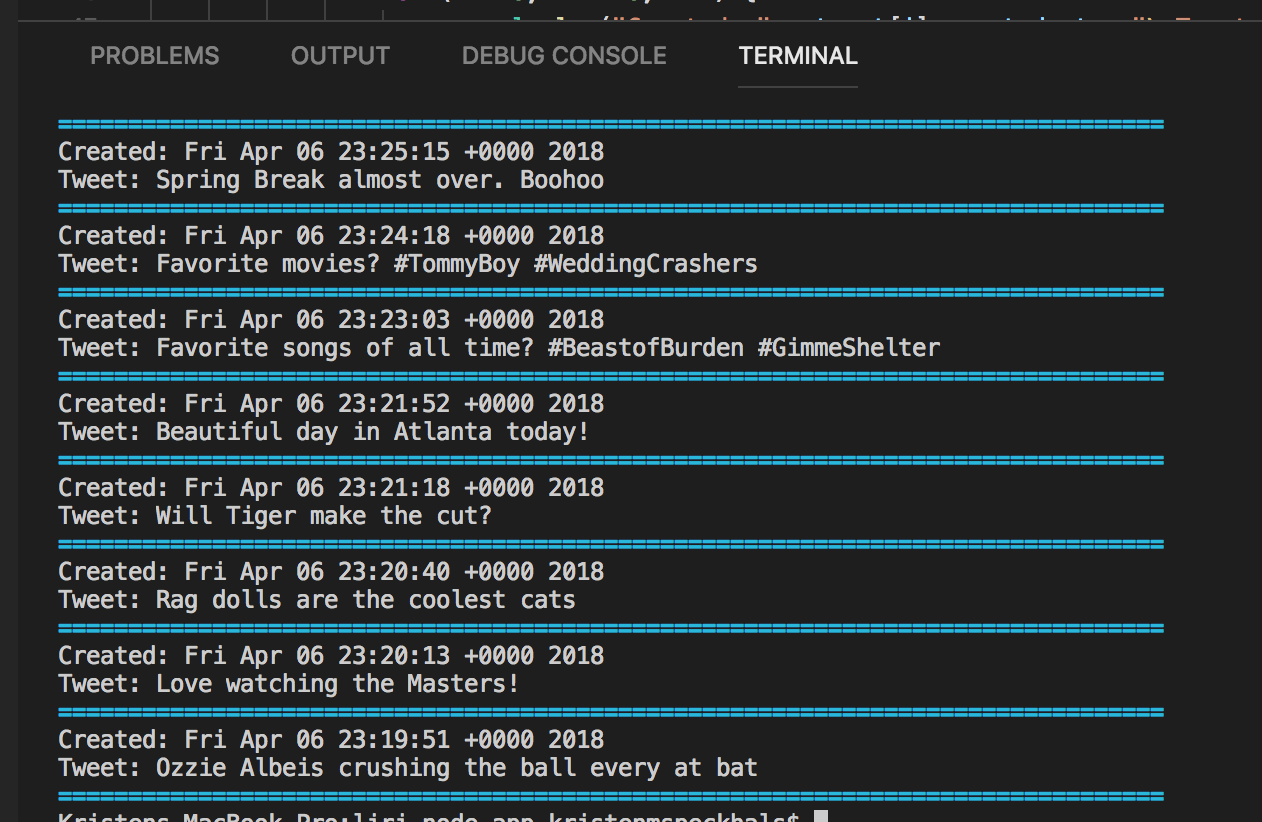 PROBLEMS OUTPUT DEBUG CONSOLE TERMINAL
===============================================================================
Created: Fri Apr 06 23:25:15 +0000 2018
Tweet: Spring Break almost over. Boohoo
===============================================================================
Created: Fri Apr 06 23:24:18 +0000 2018
Tweet: Favorite movies? #TommyBoy #WeddingCrashers
===============================================================================
Created: Fri Apr 06 23:23:03 +0000 2018
Tweet: Favorite songs of all time? #BeastofBurden #GimmeShelter
===============================================================================
Created: Fri Apr 06 23:21:52 +0000 2018
Tweet: Beautiful day in Atlanta today!
===============================================================================
Created: Fri Apr 06 23:21:18 +0000 2018
Tweet: Will Tiger make the cut?
===============================================================================
Created: Fri Apr 06 23:20:40 +0000 2018
Tweet: Rag dolls are the coolest cats
===============================================================================
Created: Fri Apr 06 23:20:13 +0000 2018
Tweet: Love watching the Masters!
===============================================================================
Created: Fri Apr 06 23:19:51 +0000 2018
Tweet: Ozzie Albeis crushing the ball every at bat
===============================================================================
Kristens-MacBook-Pro:liri-node-app kristenmspeckhals$